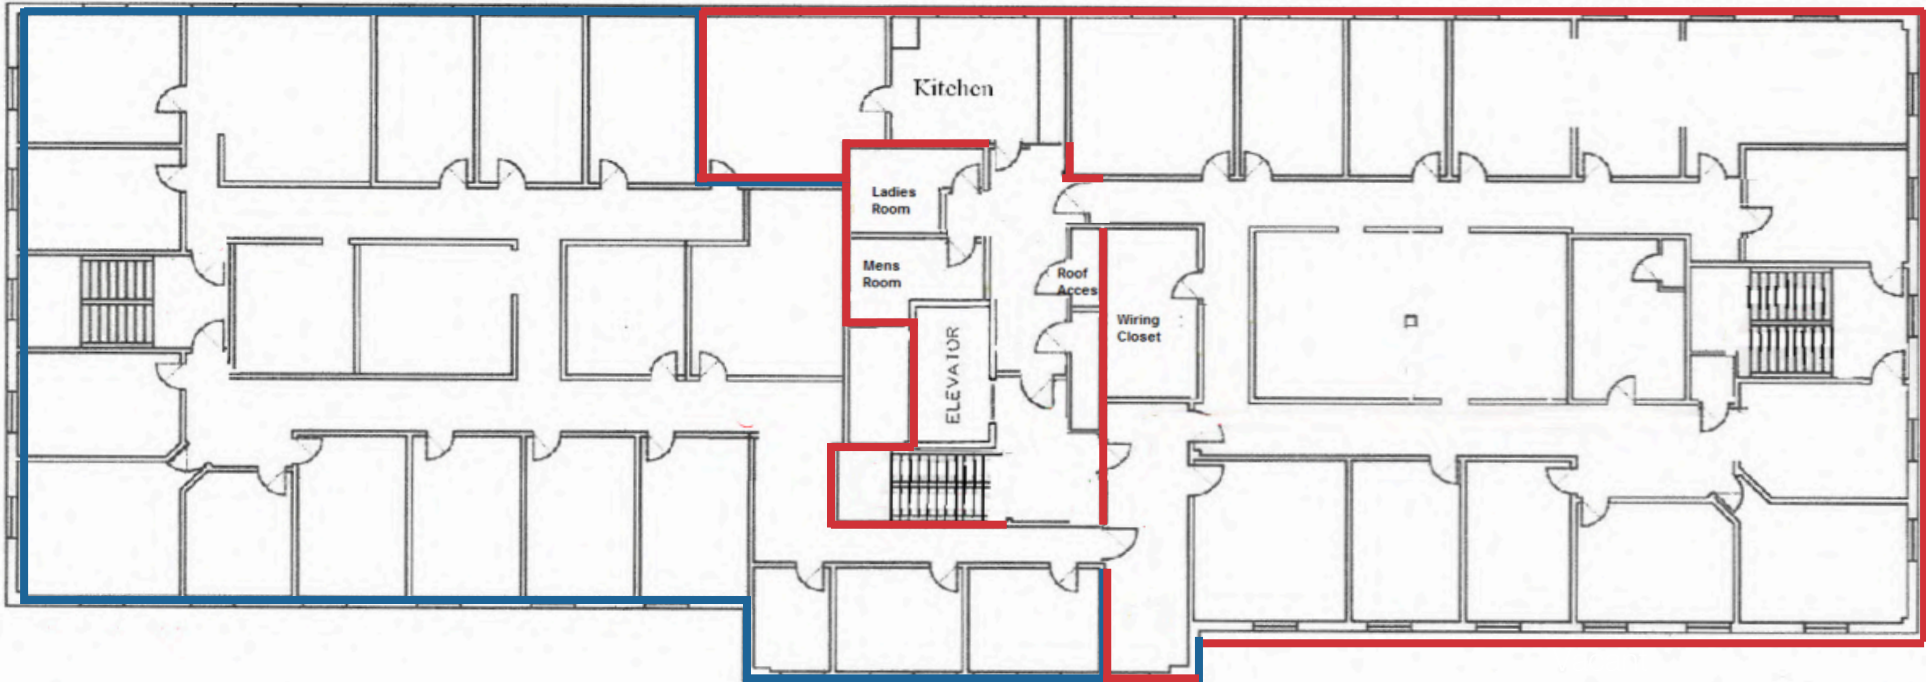 Kitchen
Ladies
Room
Mens
Room
Roof
Acces
Wiring
Closet
ELEVATOR